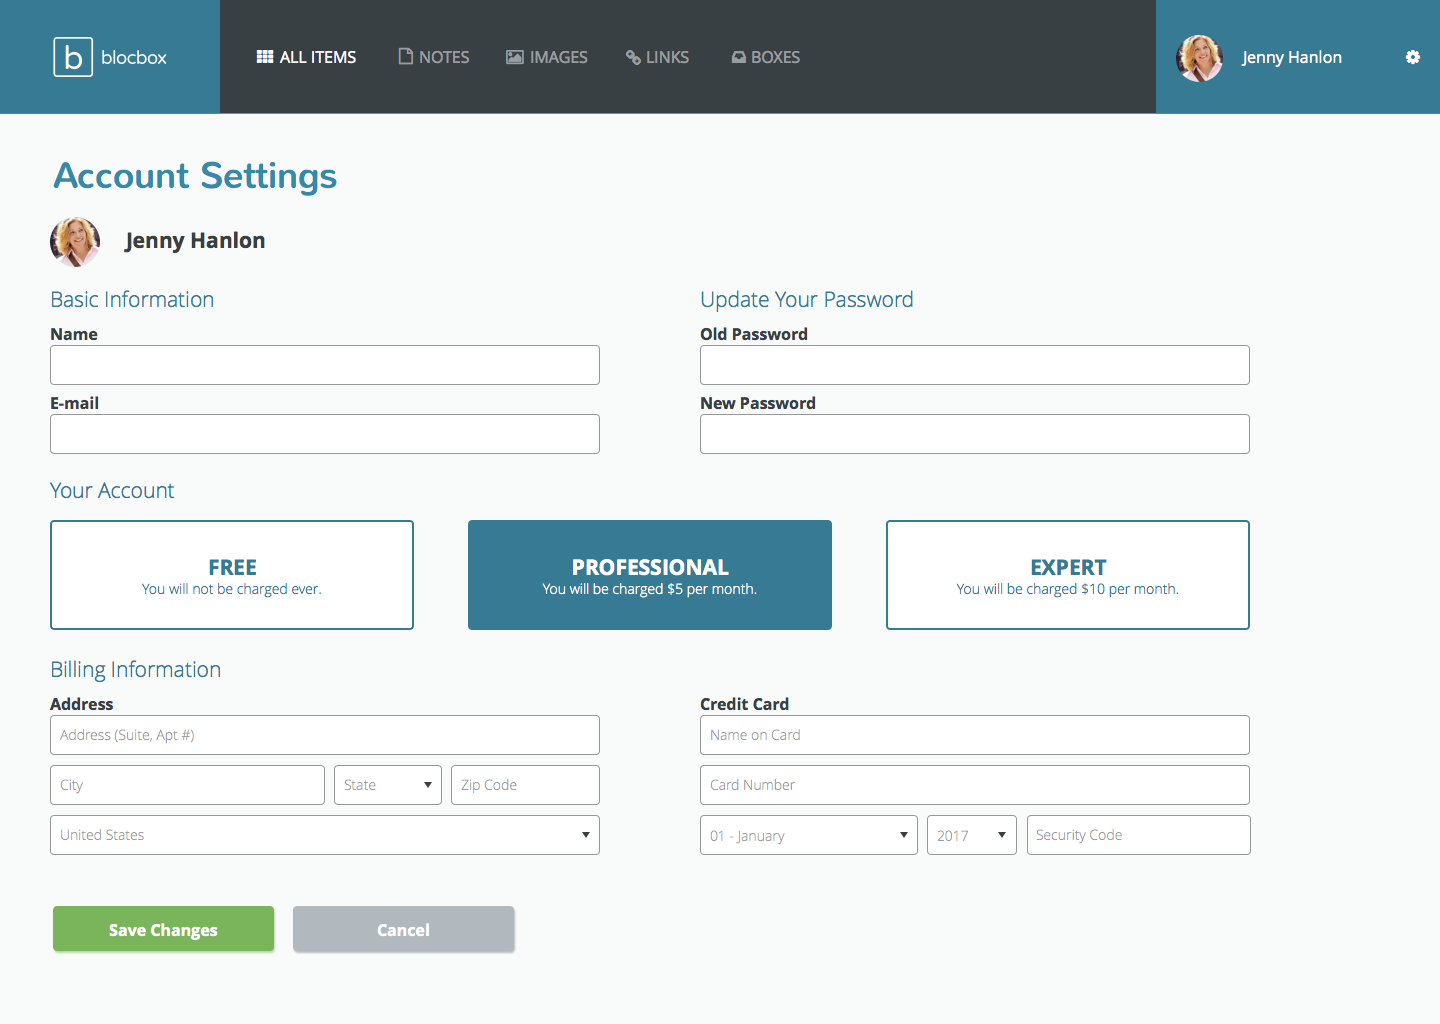 b blocbox
ALL ITEMS NOTES IMAGES LINKS BOXES
Jenny Hanlon
Account Settings
Jenny Hanlon
Basic Information
Name
E-mail
Update Your Password
Old Password
New Password
Your Account
FREE
You will not be charged ever.
PROFESSIONAL
You will be charged $5 per month.
EXPERT
You will be charged $10 per month.
Billing Information
Address
Address (Suite, Apt #)
City State Zip Code
United States
Credit Card
Name on Card
Card Number
01 - January 2017 Security Code
Save Changes Cancel